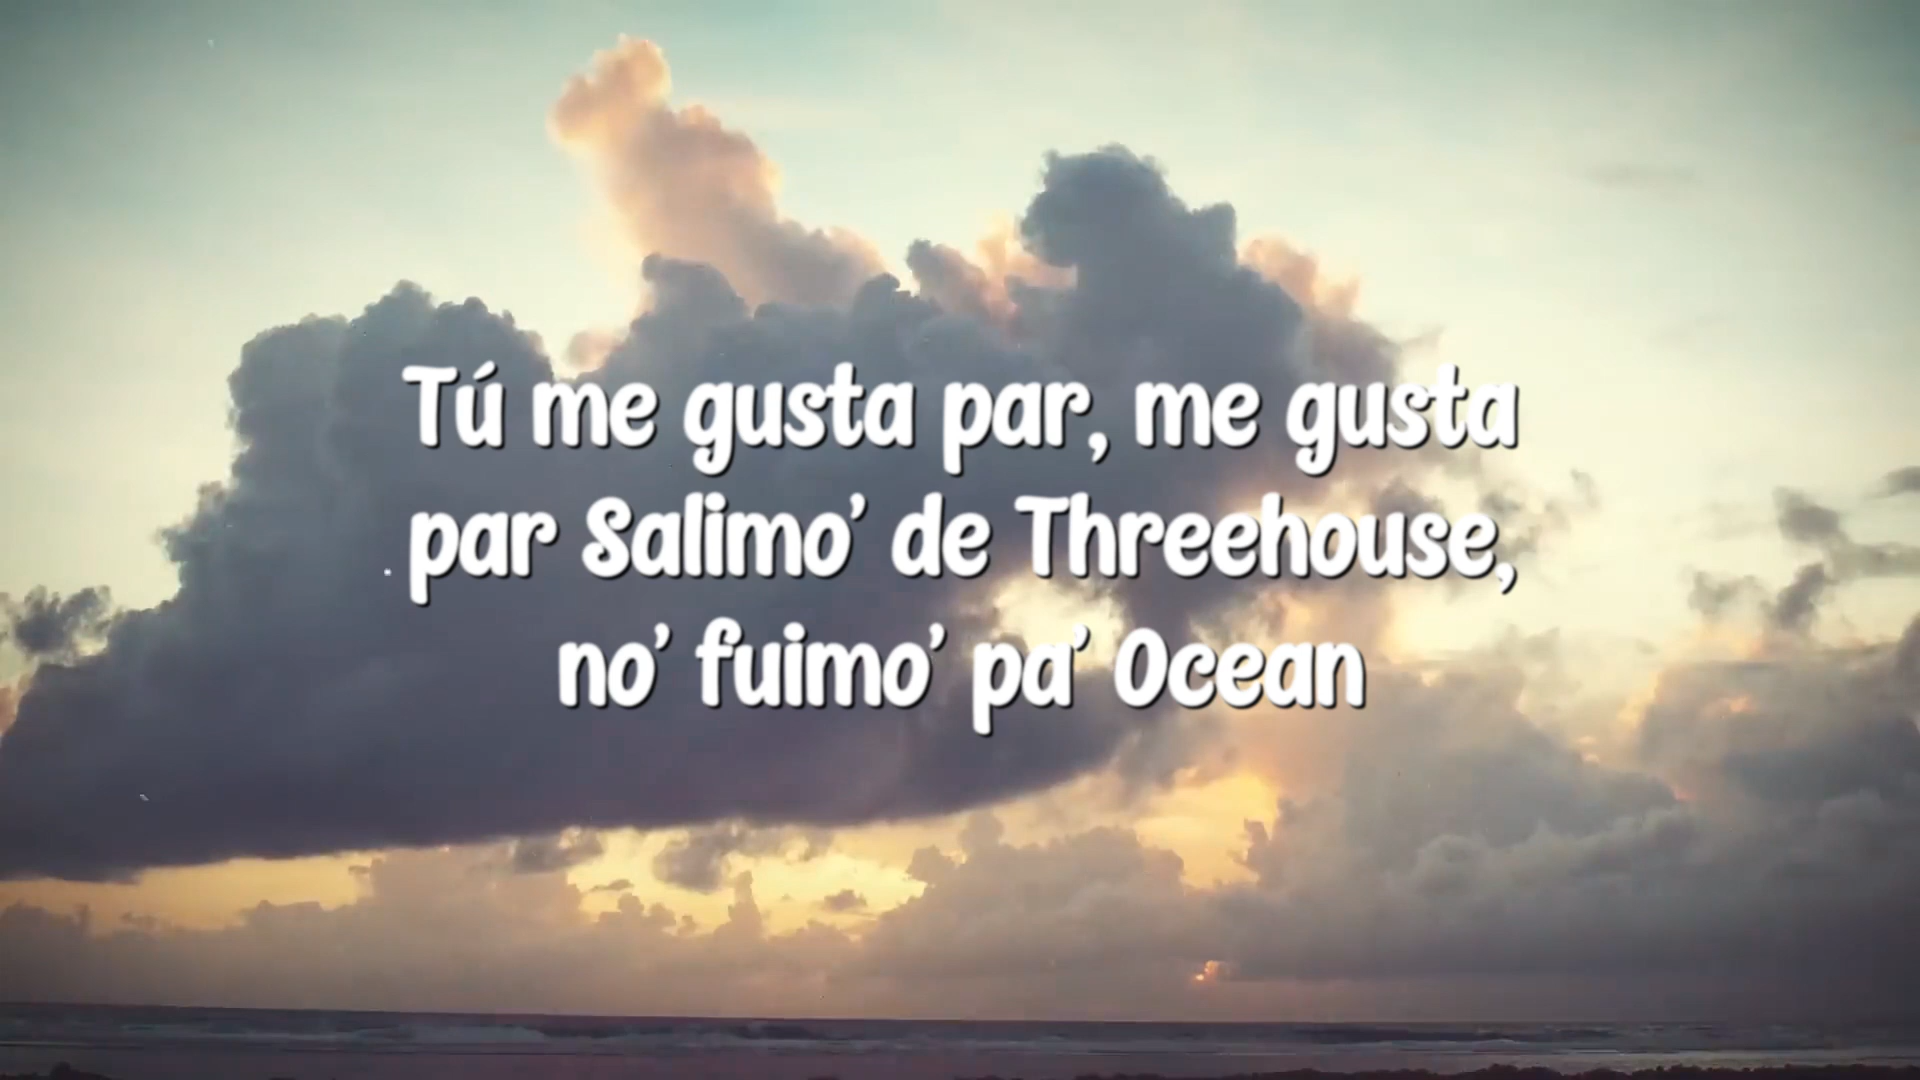 Tú me gusta par, me gusta
par Salimo' de Threehouse,
no' fuimo' pa' Ocean